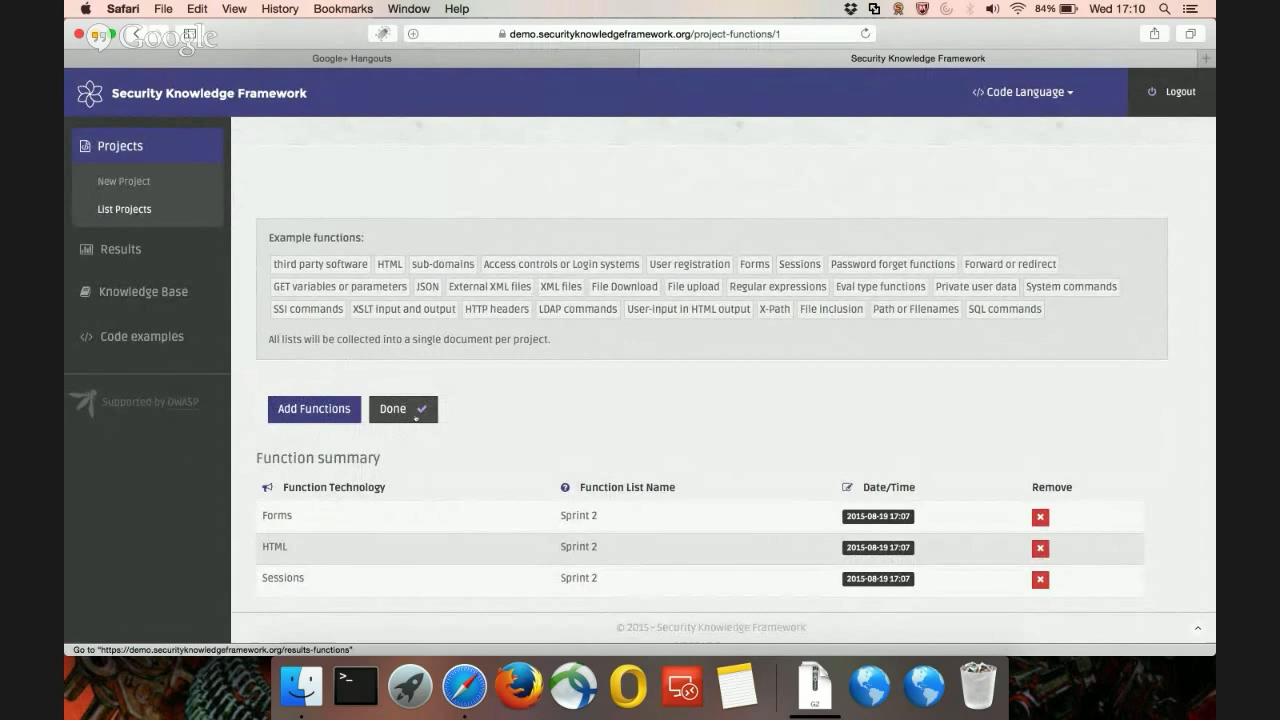 Safari File Edit View History Bookmarks Window Help 84% Wed 17:10
Google
demo.securityknowledgeframework.org/project-functions/1
Google+ Hangouts Security Knowledge Framework
Security Knowledge Framework </> Code Language Logout
Projects
New Project
List Projects
Results
Knowledge Base
</> Code examples
Supported by OWASP
Example functions:
third party software HTML sub-domains Access controls or Login systems User registration Forms Sessions Password forget functions Forward or redirect
GET variables or parameters JSON External XML files XML files File Download File upload Regular expressions Eval type functions Private user data System commands
SSI commands XSLT input and output HTTP headers LDAP commands User-input in HTML output X-Path File inclusion Path or Filenames SQL commands
All lists will be collected into a single document per project.
Add Functions Done
Function summary
Function Technology Function List Name Date/Time Remove
Forms Sprint 2 2015-08-19 17:07
HTML Sprint 2 2015-08-19 17:07
Sessions Sprint 2 2015-08-19 17:07
© 2015 - Security Knowledge Framework
Go to "https://demo.securityknowledgeframework.org/results-functions"
GZ